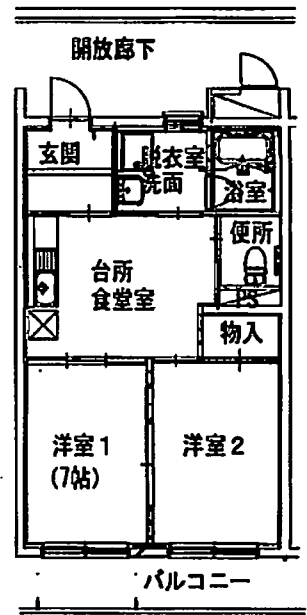 開放廊下
玄関
脱衣室
洗面
浴室
便所
PS
台所
食堂室
物入
洋室1
(7帖)
洋室2
バルコニー